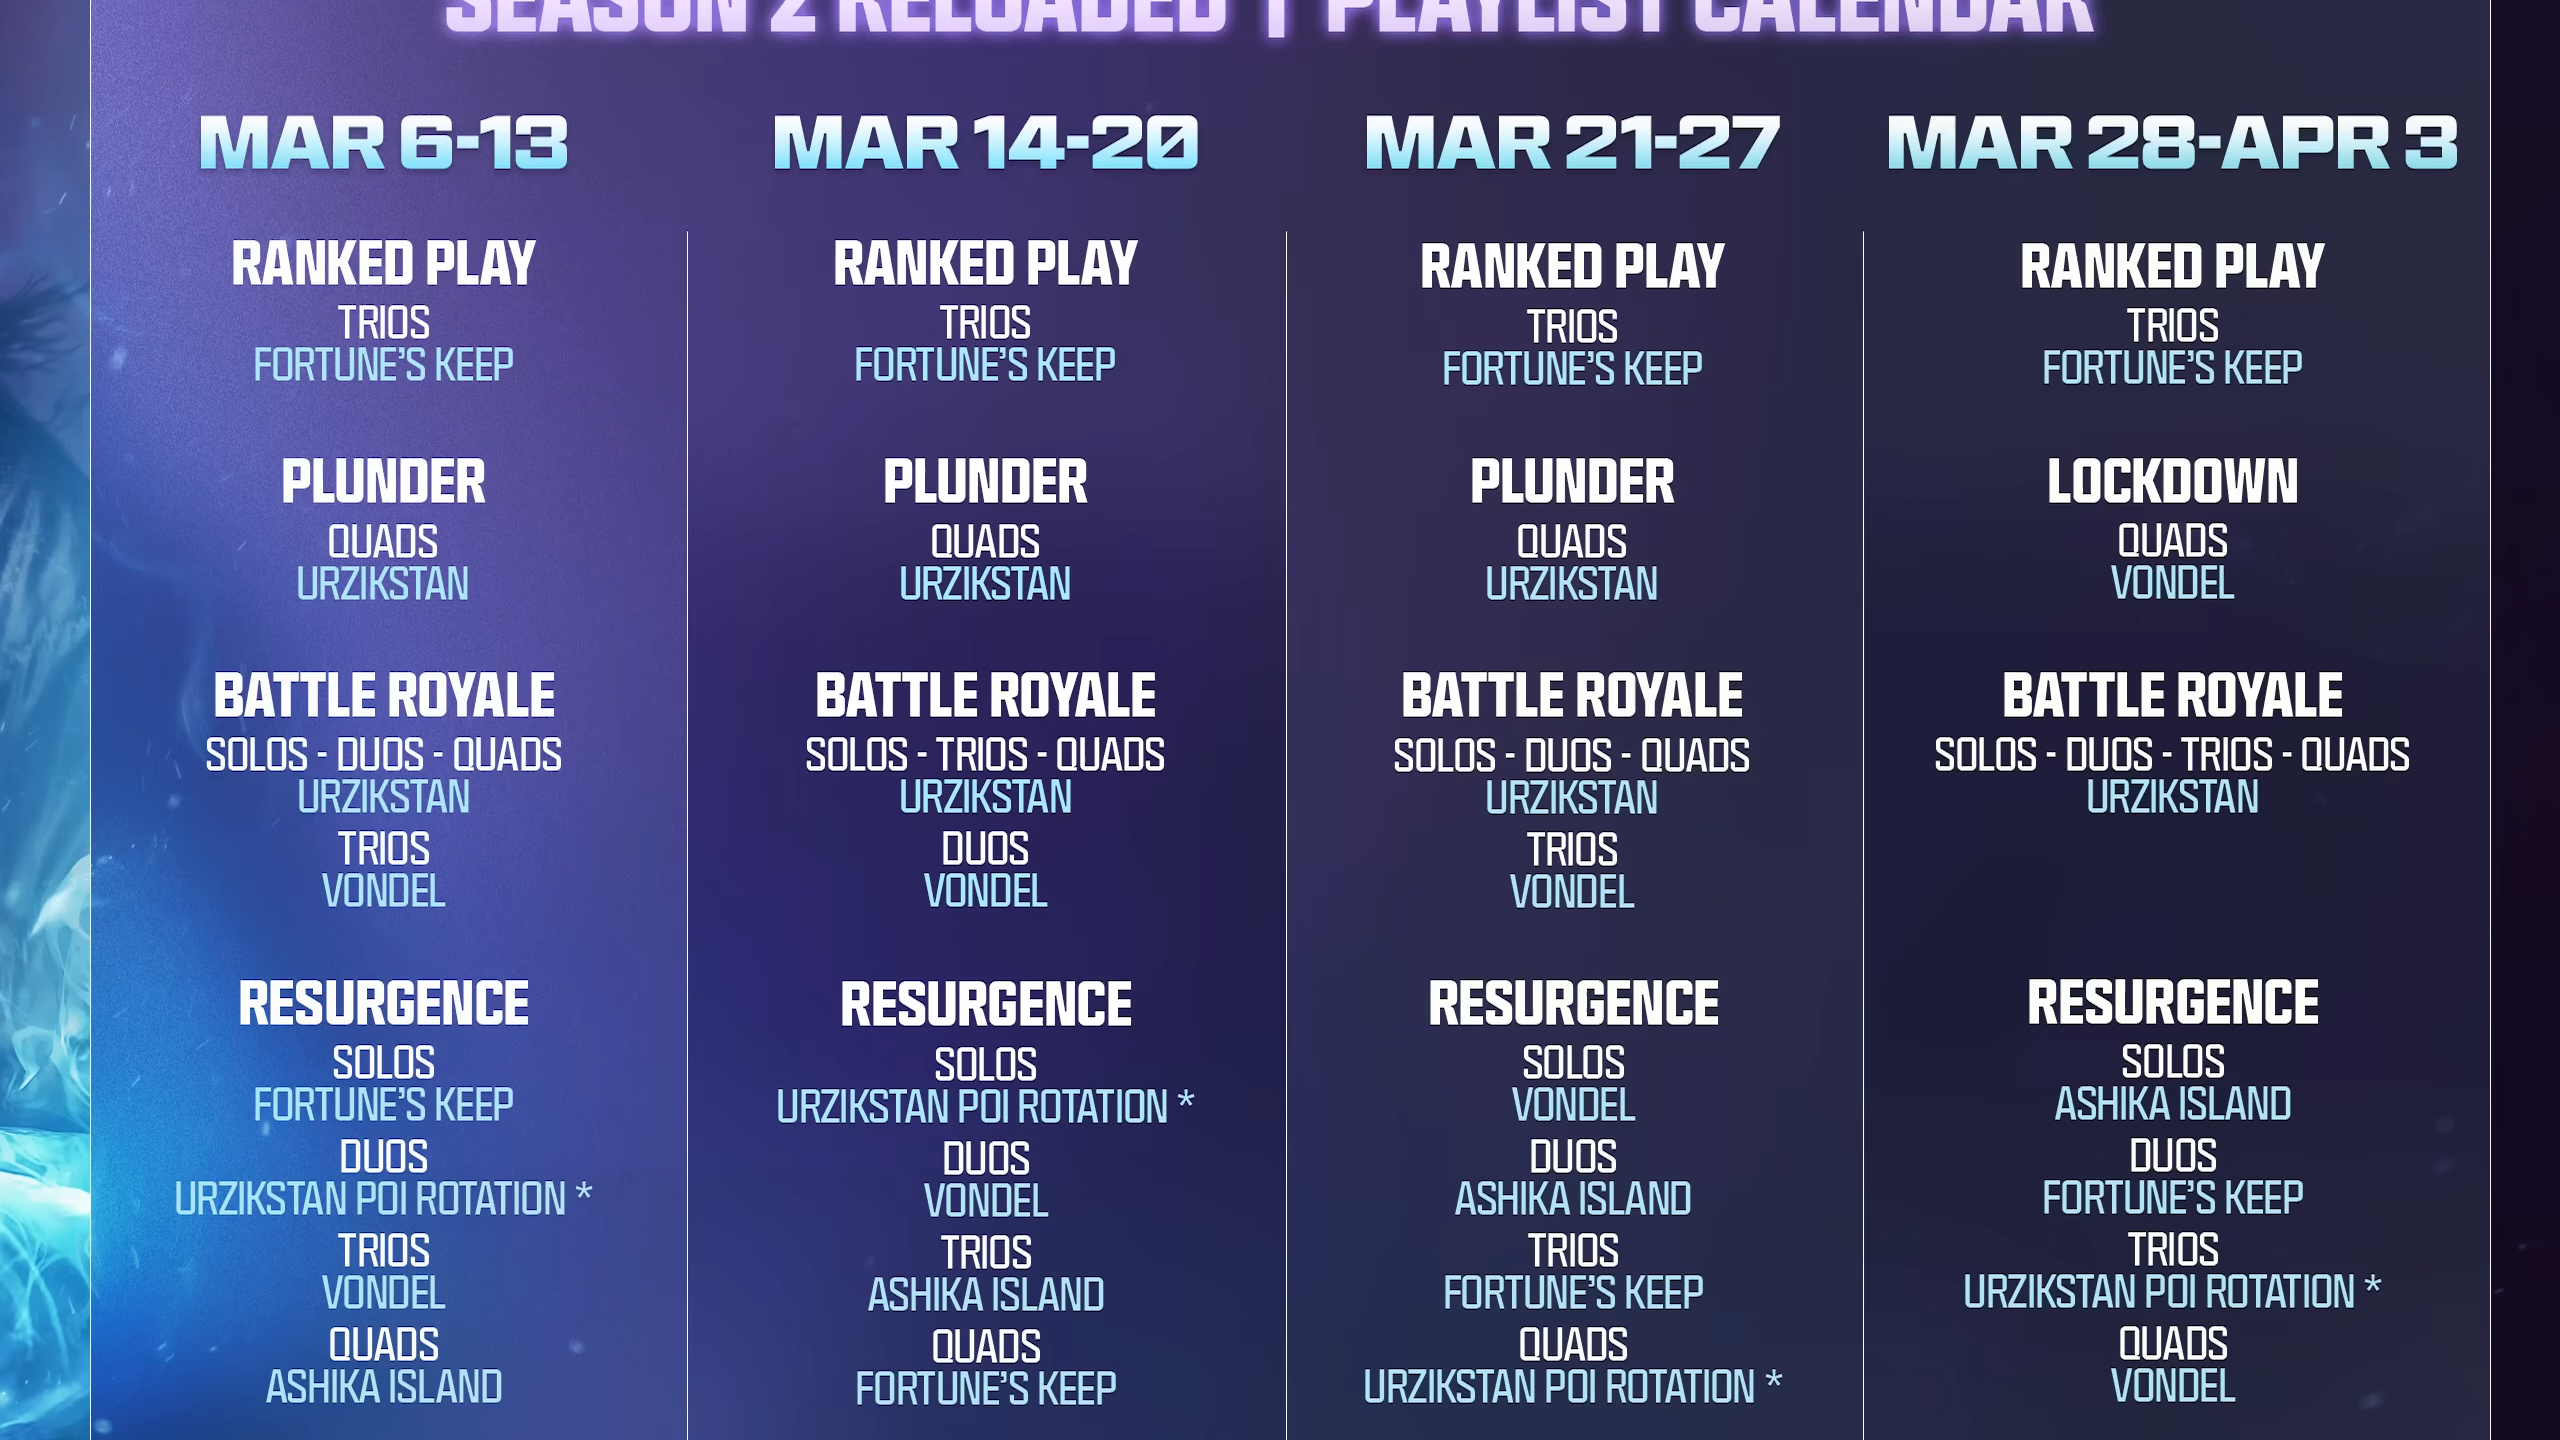 SEASON 2 RELOADED | PLAYLIST CALENDAR
MAR 6-13
RANKED PLAY
TRIOS
FORTUNE'S KEEP
PLUNDER
QUADS
URZIKSTAN
BATTLE ROYALE
SOLOS - DUOS - QUADS
URZIKSTAN
TRIOS
VONDEL
RESURGENCE
SOLOS
FORTUNE'S KEEP
DUOS
URZIKSTAN POI ROTATION *
TRIOS
VONDEL
QUADS
ASHIKA ISLAND
MAR 14-20
RANKED PLAY
TRIOS
FORTUNE'S KEEP
PLUNDER
QUADS
URZIKSTAN
BATTLE ROYALE
SOLOS - TRIOS - QUADS
URZIKSTAN
DUOS
VONDEL
RESURGENCE
SOLOS
URZIKSTAN POI ROTATION *
DUOS
VONDEL
TRIOS
ASHIKA ISLAND
QUADS
FORTUNE'S KEEP
MAR 21-27
RANKED PLAY
TRIOS
FORTUNE'S KEEP
PLUNDER
QUADS
URZIKSTAN
BATTLE ROYALE
SOLOS - DUOS - QUADS
URZIKSTAN
TRIOS
VONDEL
RESURGENCE
SOLOS
VONDEL
DUOS
ASHIKA ISLAND
TRIOS
FORTUNE'S KEEP
QUADS
URZIKSTAN POI ROTATION *
MAR 28-APR 3
RANKED PLAY
TRIOS
FORTUNE'S KEEP
LOCKDOWN
QUADS
VONDEL
BATTLE ROYALE
SOLOS - DUOS - TRIOS - QUADS
URZIKSTAN
RESURGENCE
SOLOS
ASHIKA ISLAND
DUOS
FORTUNE'S KEEP
TRIOS
URZIKSTAN POI ROTATION *
QUADS
VONDEL